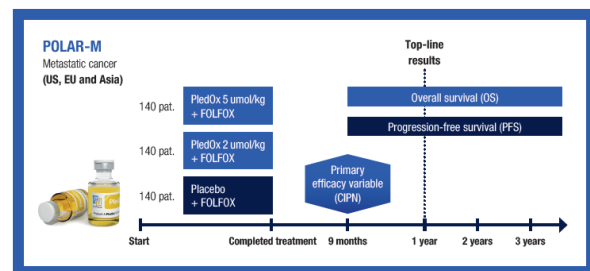 POLAR-M
Metastatic cancer
(US, EU and Asia)
Top-line
results
140 pat.
PledOx 5 umol/kg
+ FOLFOX
Overall survival (OS)
Progression-free survival (PFS)
140 pat.
PledOx 2 umol/kg
+ FOLFOX
Primary
efficacy variable
(CIPN)
140 pat.
Placebo
+ FOLFOX
Start
Completed treatment
9 months
1 year
2 years
3 years